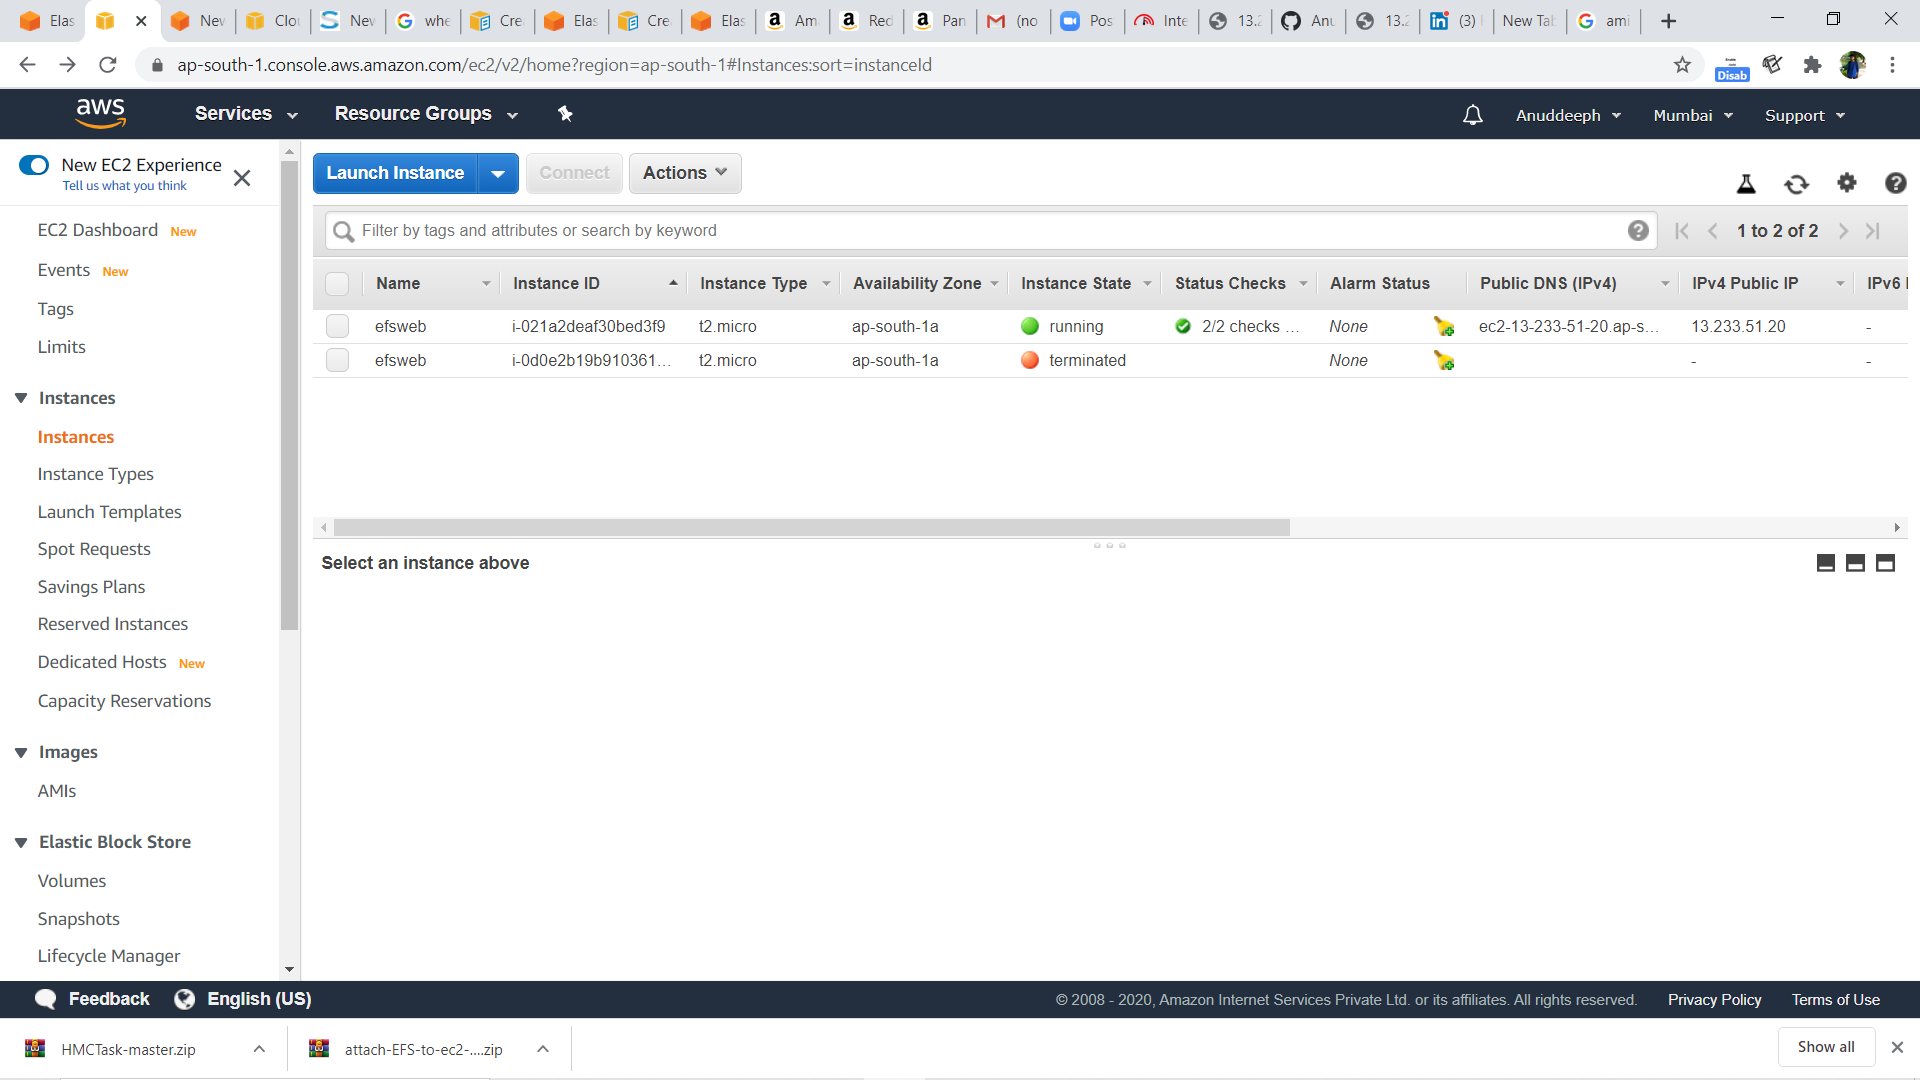 Elas
New
Clou
New
whe
Cre
Elas
Cre
Elas
Ama
Red
Pan
(no
Pos
Inte
13.2
Anu
13.2
(3)
New Tab
ami
ap-south-1.console.aws.amazon.com/ec2/v2/home?region=ap-south-1#Instances:sort=instanceId
Disab
aws
Services
Resource Groups
Anuddeeph
Mumbai
Support
New EC2 Experience
Tell us what you think
EC2 Dashboard New
Events New
Tags
Limits
Instances
Instances
Instance Types
Launch Templates
Spot Requests
Savings Plans
Reserved Instances
Dedicated Hosts New
Capacity Reservations
Images
AMIs
Elastic Block Store
Volumes
Snapshots
Lifecycle Manager
Launch Instance
Connect
Actions
Filter by tags and attributes or search by keyword
1 to 2 of 2
Name Instance ID Instance Type Availability Zone Instance State Status Checks Alarm Status Public DNS (IPv4) IPv4 Public IP IPv6
efsweb i-021a2deaf30bed3f9 t2.micro ap-south-1a running 2/2 checks ... None ec2-13-233-51-20.ap-s... 13.233.51.20 -
efsweb i-0d0e2b19b910361... t2.micro ap-south-1a terminated None - -
Select an instance above
Feedback
English (US)
© 2008 - 2020, Amazon Internet Services Private Ltd. or its affiliates. All rights reserved.
Privacy Policy
Terms of Use
HMCTask-master.zip
attach-EFS-to-ec2-....zip
Show all